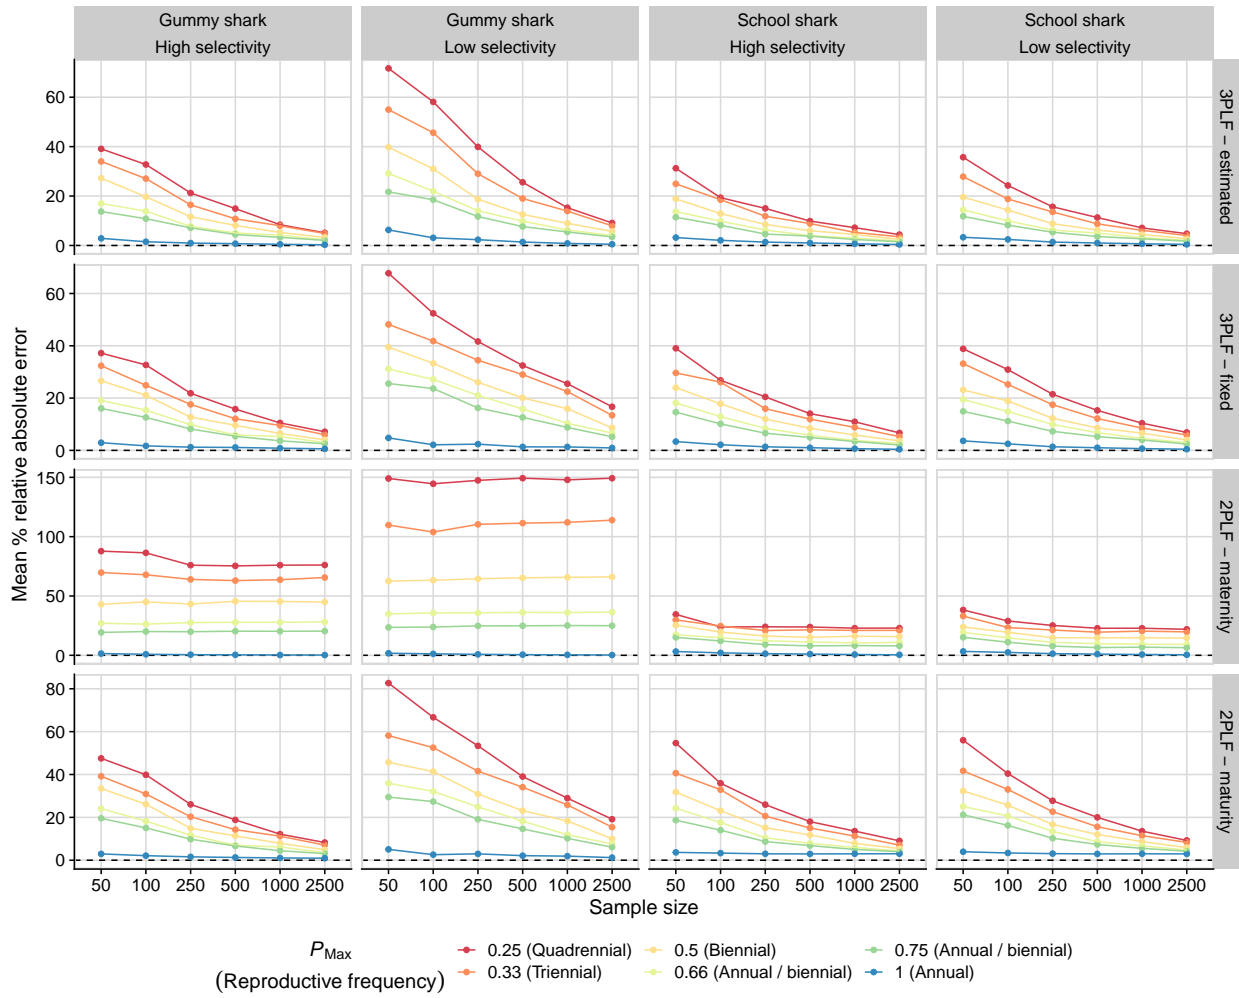 Gummy shark
High selectivity
Gummy shark
Low selectivity
School shark
High selectivity
School shark
Low selectivity
Mean % relative absolute error
60
40
20
0
3PLF − estimated
60
40
20
0
3PLF − fixed
150
100
50
0
2PLF − maternity
80
60
40
20
0
2PLF − maturity
50 100 250 500 1000 2500
50 100 250 500 1000 2500
50 100 250 500 1000 2500
50 100 250 500 1000 2500
Sample size
P Max
(Reproductive frequency)
0.25 (Quadrennial)
0.33 (Triennial)
0.5 (Biennial)
0.66 (Annual / biennial)
0.75 (Annual / biennial)
1 (Annual)